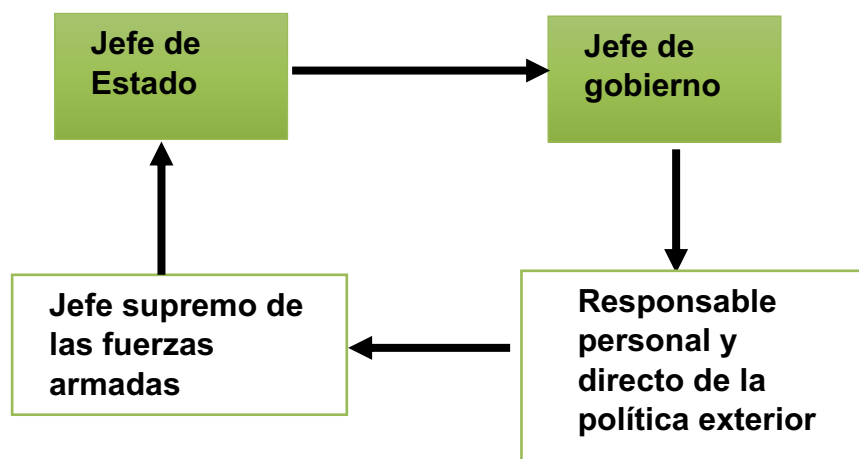 Jefe de
Estado
Jefe de
gobierno
Jefe supremo de
las fuerzas
armadas
Responsable
personal y
directo de la
política exterior